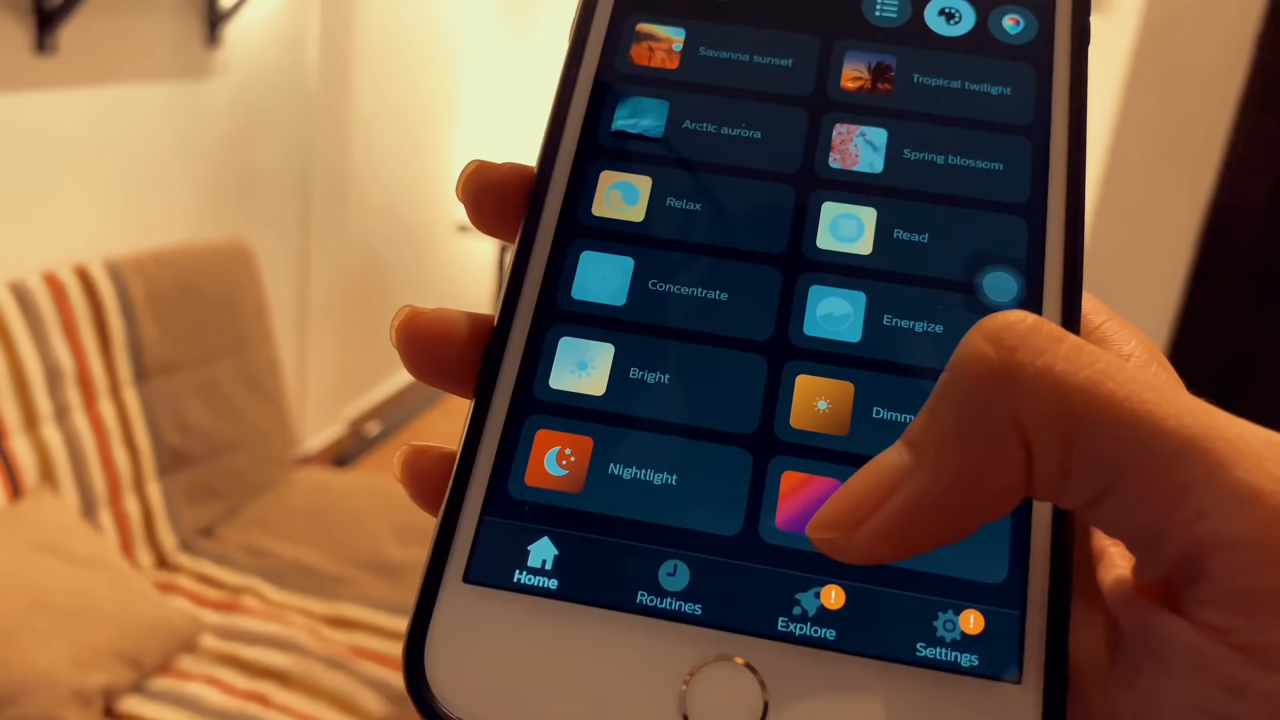 Savanna sunset
Tropical twilight
Arctic aurora
Spring blossom
Relax
Read
Concentrate
Energize
Bright
Nightlight
Home
Routines
!
Explore
!
Settings